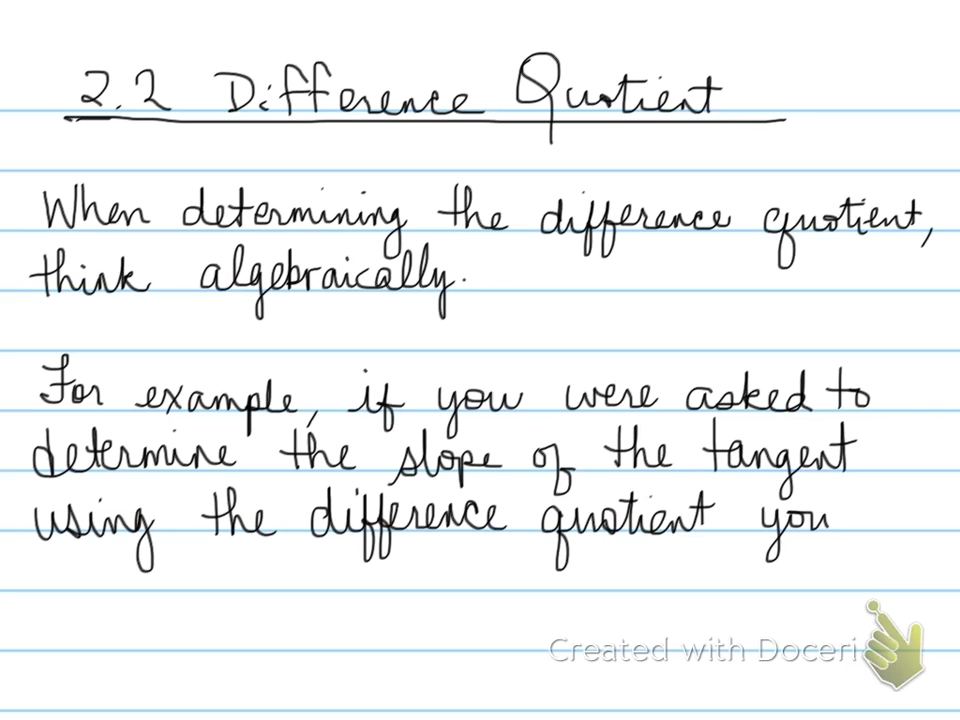 2.2 Difference Quotient
When determining the difference quotient,
think algebraically.
For example, if you were asked to
determine the slope of the tangent
using the difference quotient you
Created with Doceri